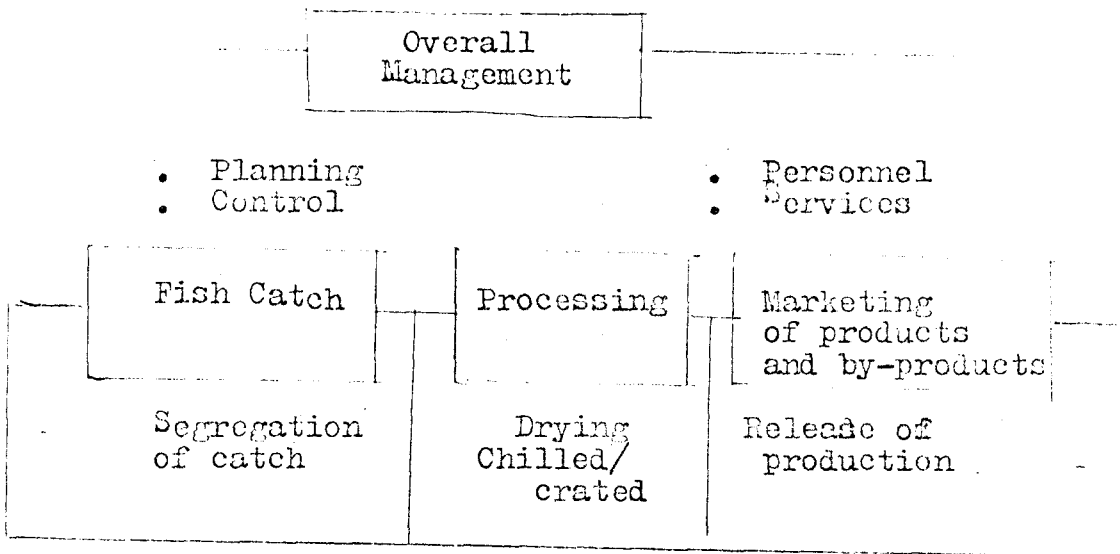 Overall
Management
• Planning
• Control
• Personnel
• Services
Fish Catch
Processing
Marketing
of products
and by-products
Segregation
of catch
Drying
Chilled/
crated
Release of
production